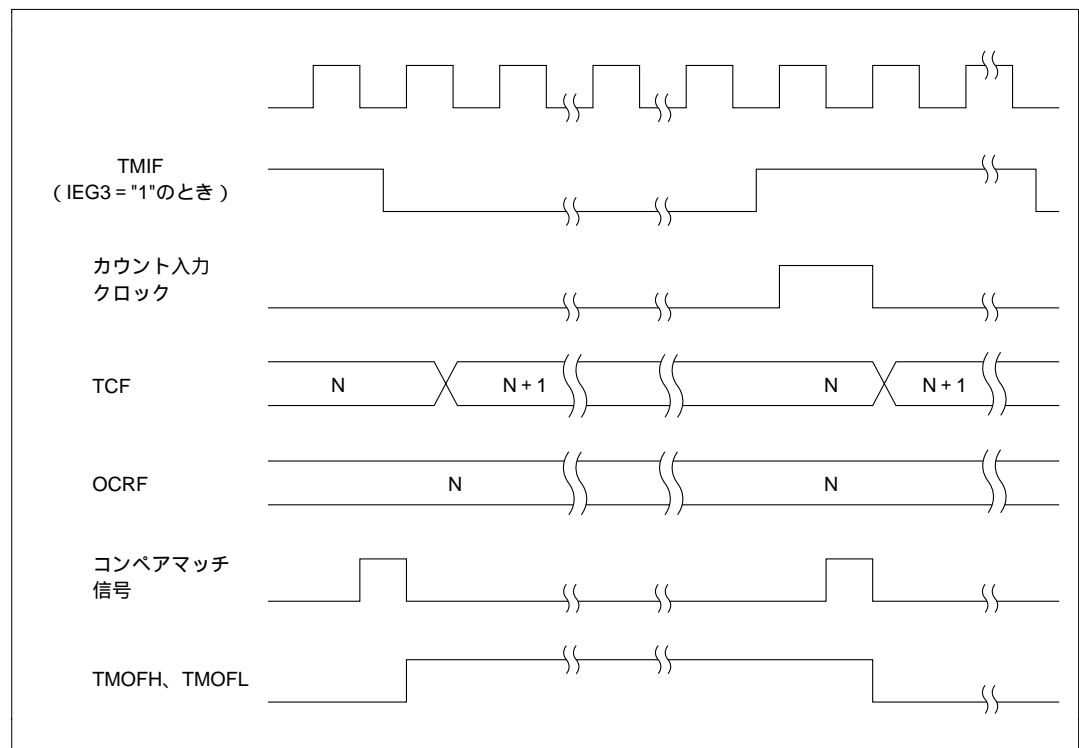 TMIF
（IEG3 = "1"のとき）
カウント入力
クロック
TCF
N
N + 1
N
N + 1
OCRF
N
N
コンペアマッチ
信号
TMOFH、TMOFL